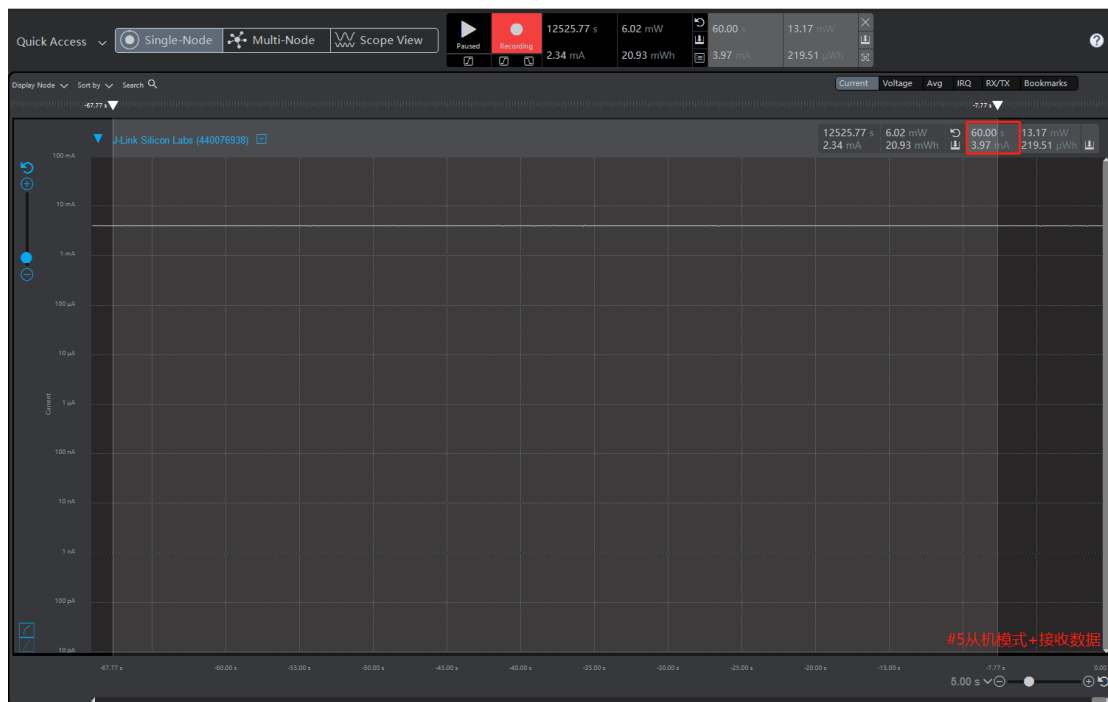 Quick Access
Single-Node
Multi-Node
Scope View
Paused
Recording
12525.77 s
6.02 mW
2.34 mA
20.93 mWh
60.00 s
13.17 mW
3.97 mA
219.51 µWh
Display Node
Sort by
Search
Current
Voltage
Avg
IRQ
RX/TX
Bookmarks
-67.77 s
-7.77 s
J-Link Silicon Labs (440076938)
12525.77 s
6.02 mW
60.00 s
13.17 mW
2.34 mA
20.93 mWh
3.97 mA
219.51 µWh
100 mA
10 mA
1 mA
100 µA
10 µA
1 µA
Current
100 nA
10 nA
1 nA
100 pA
10 pA
#5从机模式+接收数据
-67.77 s
-60.00 s
-55.00 s
-50.00 s
-45.00 s
-40.00 s
-35.00 s
-30.00 s
-25.00 s
-20.00 s
-15.00 s
-7.77 s
0.00
5.00 s